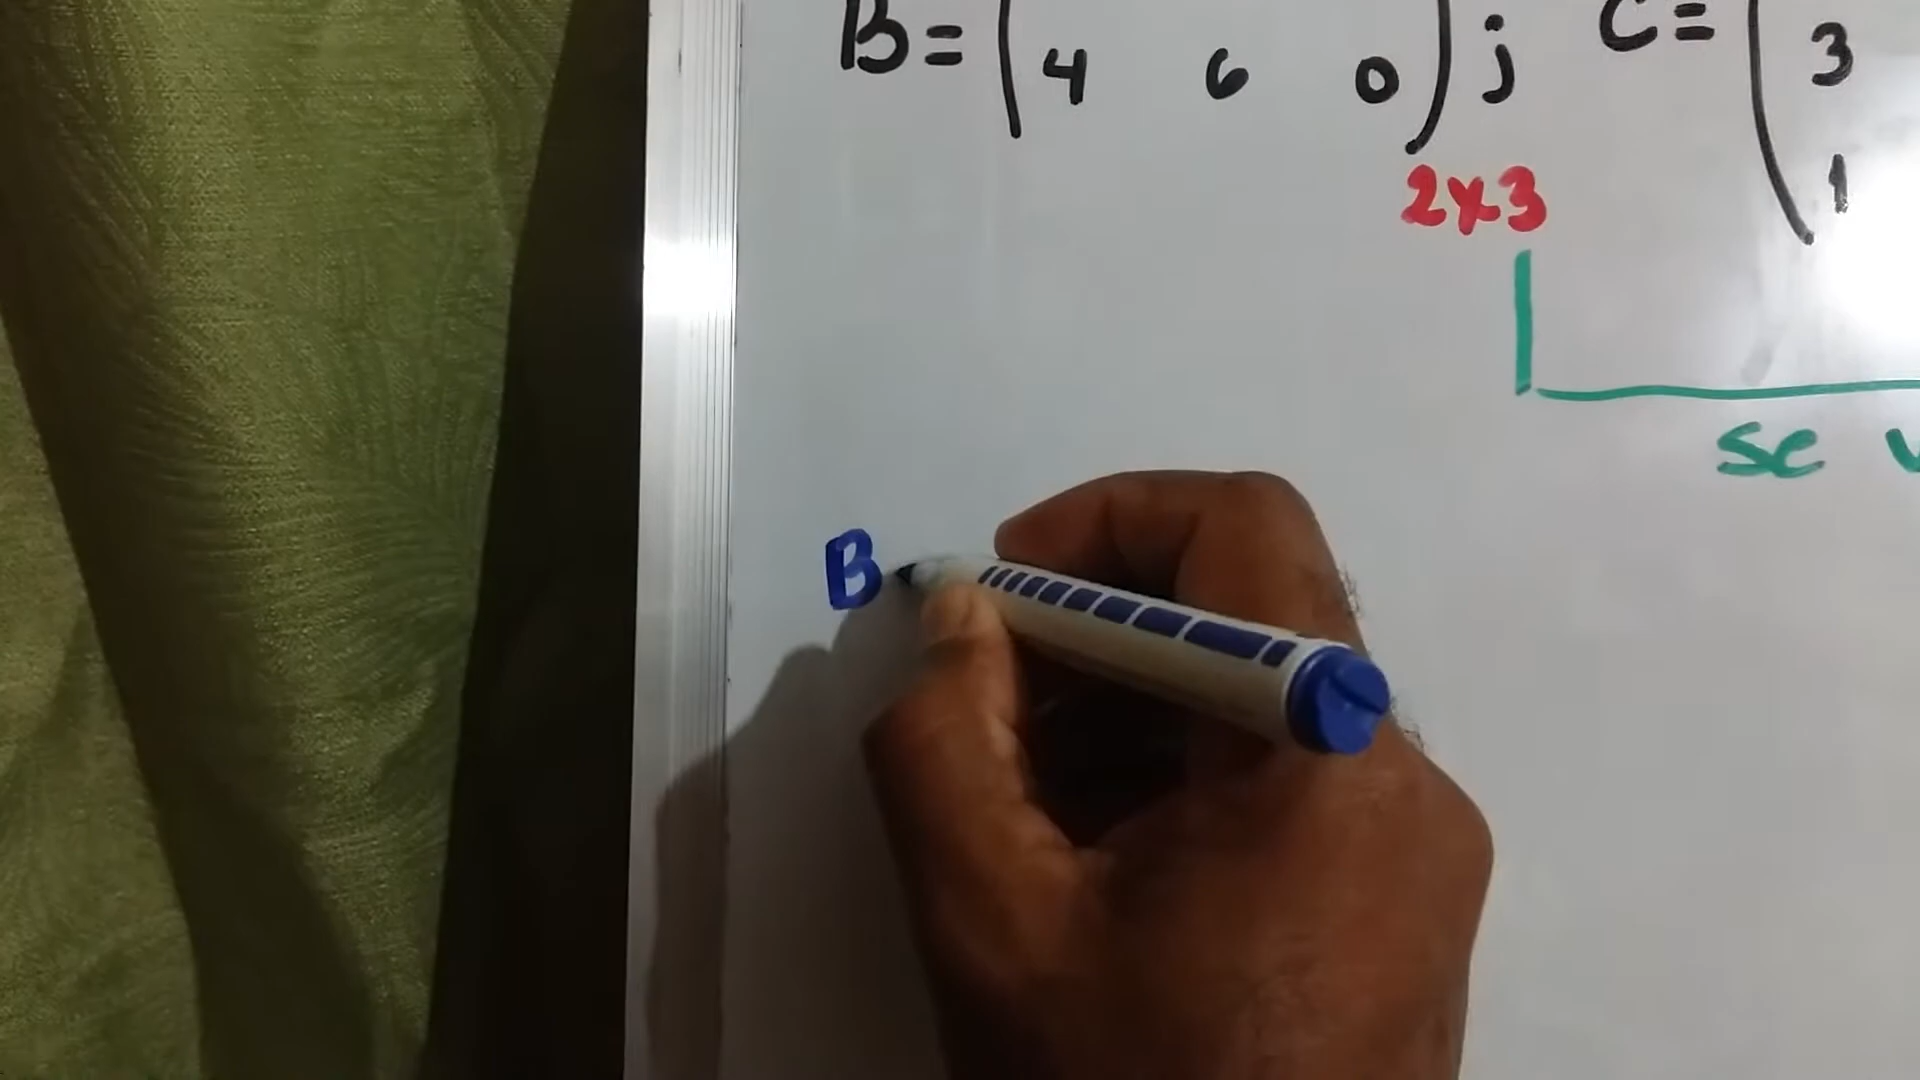 B = ( 4 6 0 ) ; C = ( 3
1
2x3
se
B